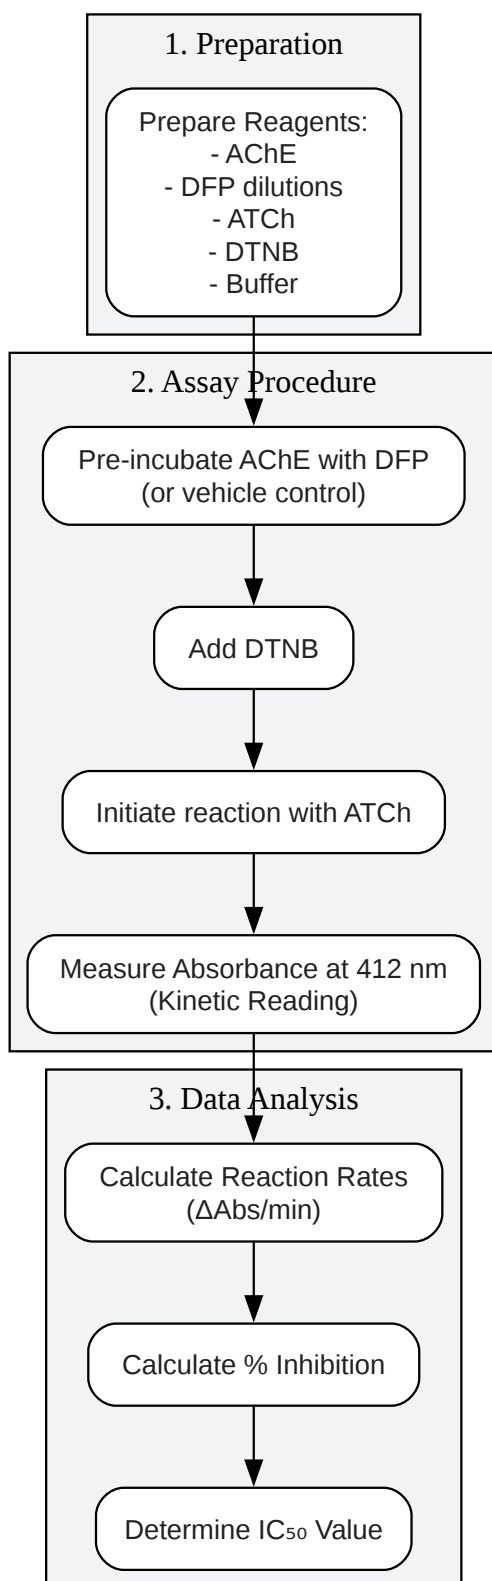 1. Preparation
Prepare Reagents:
- AChE
- DFP dilutions
- ATCh
- DTNB
- Buffer
2. Assay Procedure
Pre-incubate AChE with DFP
(or vehicle control)
Add DTNB
Initiate reaction with ATCh
Measure Absorbance at 412 nm
(Kinetic Reading)
3. Data Analysis
Calculate Reaction Rates
(ΔAbs/min)
Calculate % Inhibition
Determine IC₅₀ Value